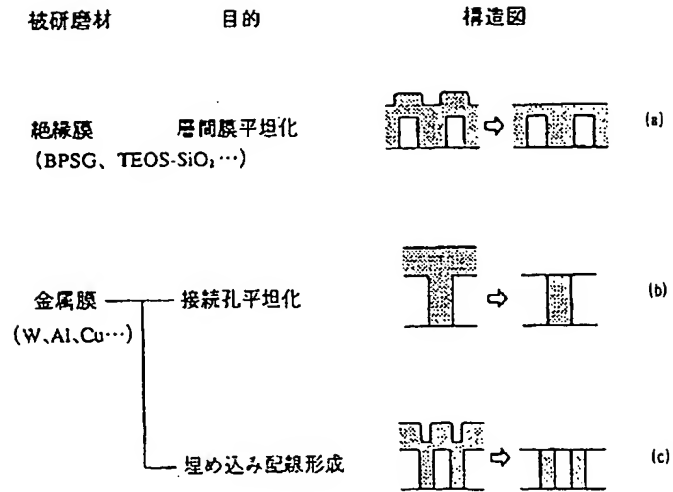 被研磨材 目的 構造図
絶縁膜 層間膜平坦化 (a)
(BPSG、TEOS-SiO₂…)
金属膜 接続孔平坦化 (b)
(W、Al、Cu…)
埋め込み配線形成 (c)